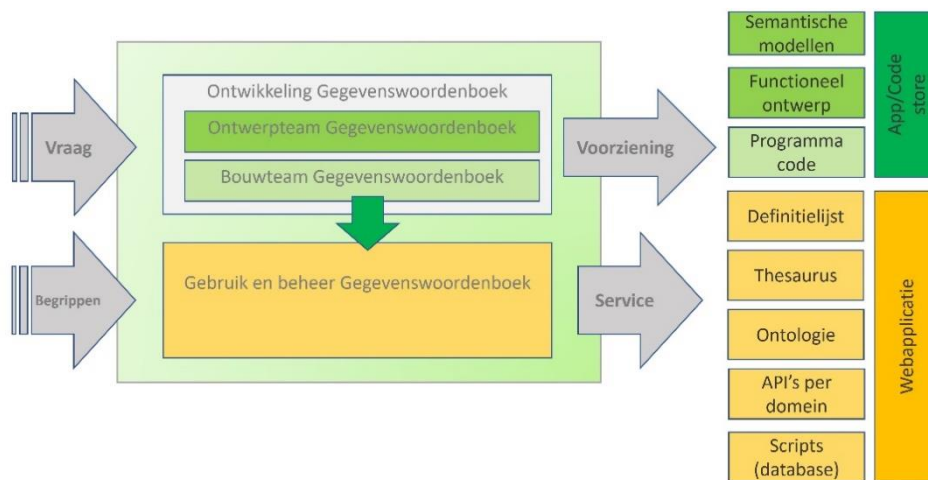 Vraag
Begrippen
Ontwikkeling Gegevenswoordenboek
Ontwerpteam Gegevenswoordenboek
Bouwteam Gegevenswoordenboek
Gebruik en beheer Gegevenswoordenboek
Voorziening
Service
Semantische
modellen
Functioneel
ontwerp
Programma
code
App/Code
store
Definitielijst
Thesaurus
Ontologie
API's per
domein
Scripts
(database)
Webapplicatie